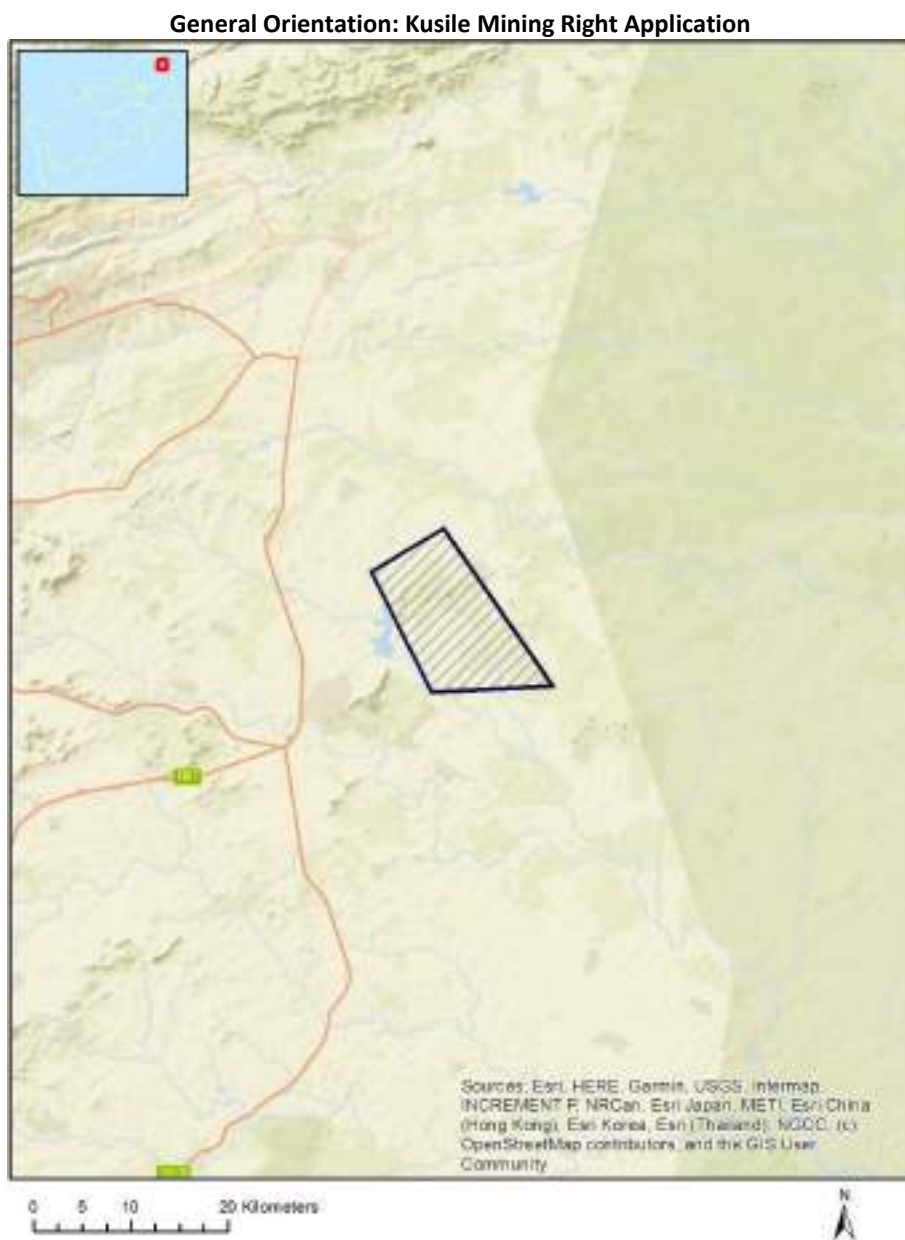 General Orientation: Kusile Mining Right Application
Sources: Esri, HERE, Garmin, USGS, Intermap,
INCREMENT P, NRCan, Esri Japan, METI, Esri China
(Hong Kong), Esri Korea, Esri (Thailand), NGCC, (c)
OpenStreetMap contributors, and the GIS User
Community
0 5 10 20 Kilometers
N